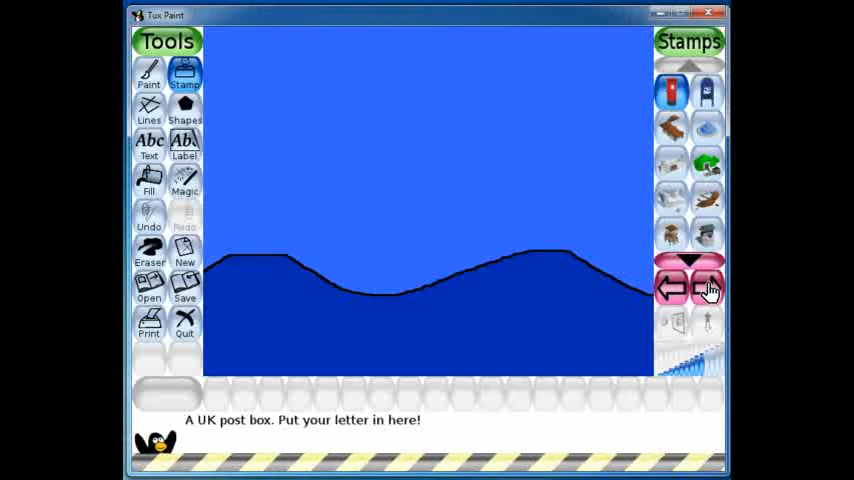 Tux Paint
Tools
Stamps
Paint
Stamp
Lines
Shapes
Abc
Text
Abc
Label
Fill
Magic
Undo
Redo
Eraser
New
Open
Save
Print
Quit
A UK post box. Put your letter in here!